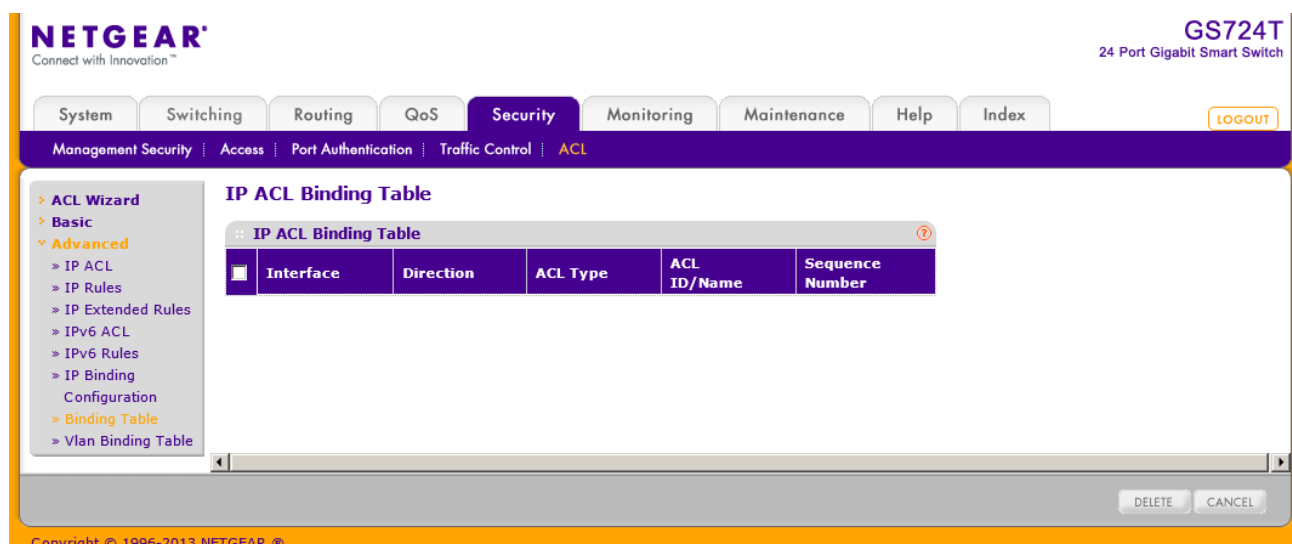 NETGEAR®
Connect with Innovation™
GS724T
24 Port Gigabit Smart Switch
System Switching Routing QoS Security Monitoring Maintenance Help Index
LOGOUT
Management Security | Access | Port Authentication | Traffic Control | ACL
ACL Wizard
Basic
Advanced
» IP ACL
» IP Rules
» IP Extended Rules
» IPv6 ACL
» IPv6 Rules
» IP Binding
Configuration
» Binding Table
» Vlan Binding Table
IP ACL Binding Table
IP ACL Binding Table ?
Interface Direction ACL Type ACL ID/Name Sequence Number
DELETE CANCEL
Copyright © 1996-2013 NETGEAR ®